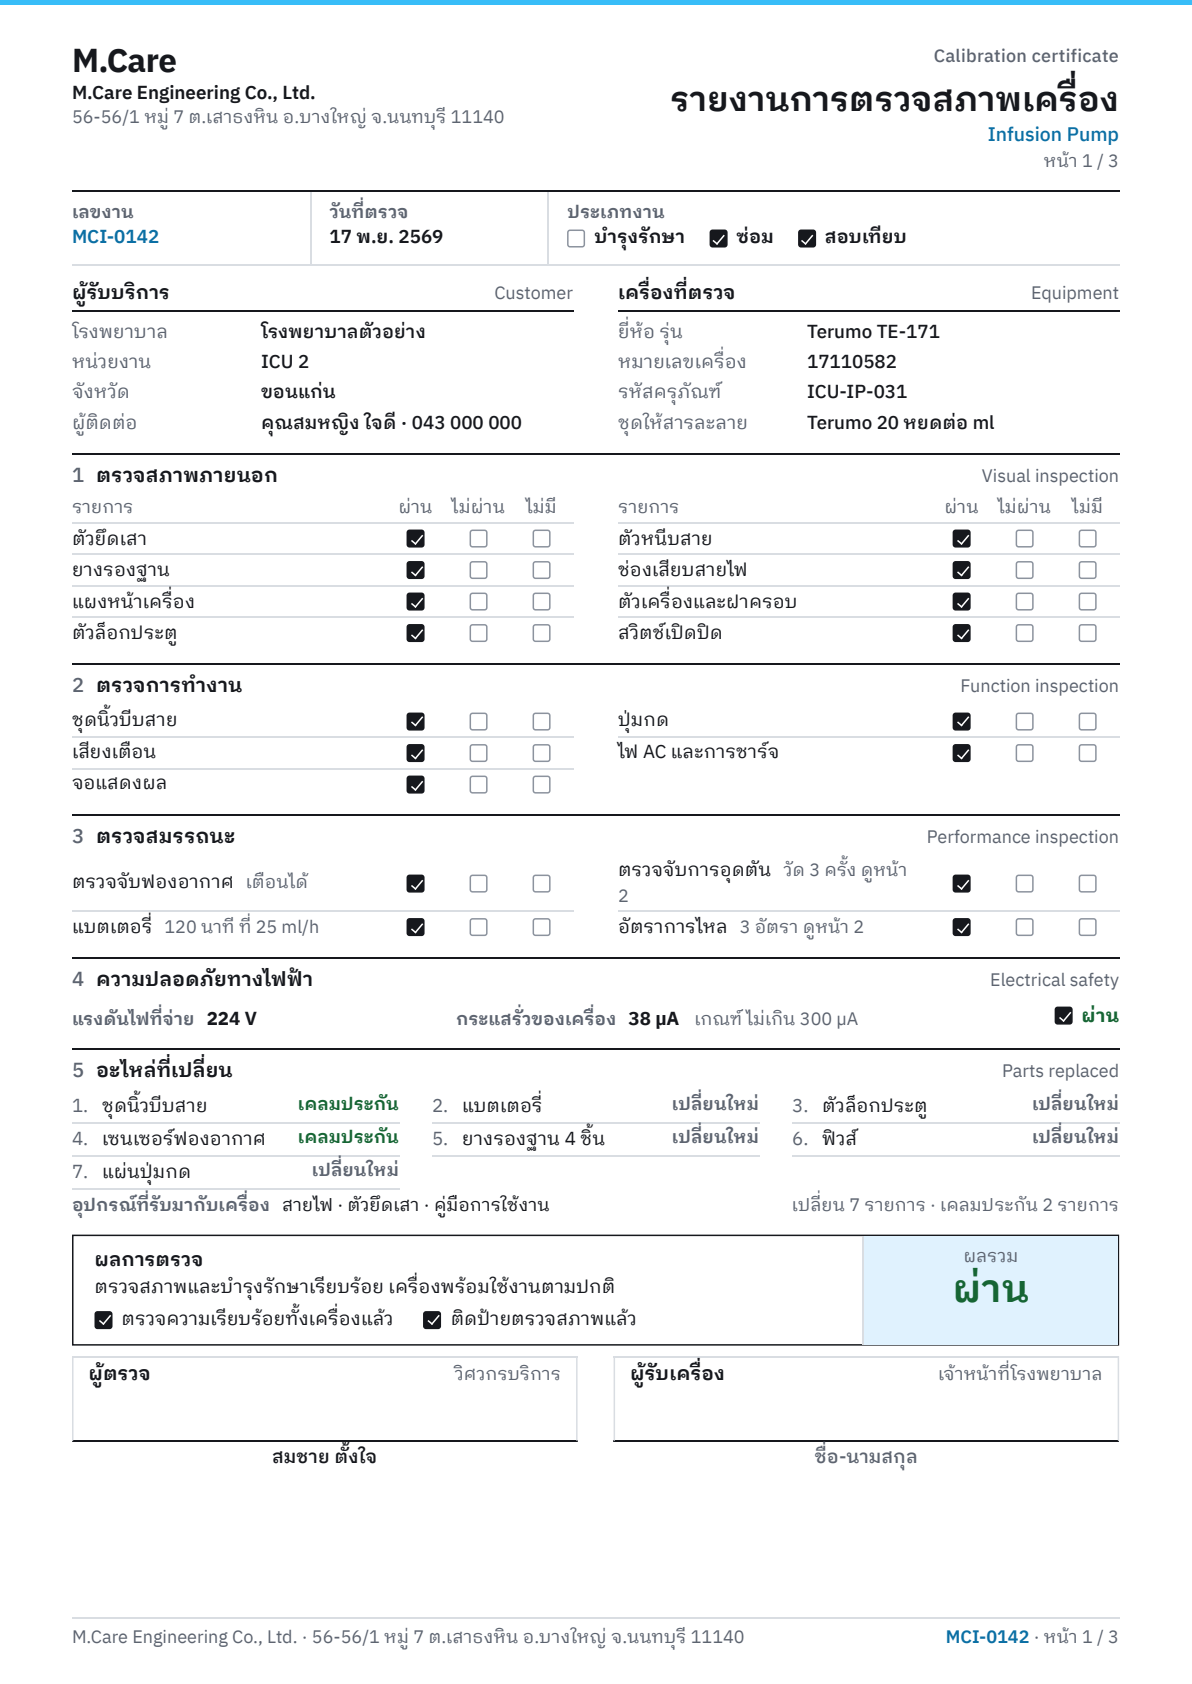 M.Care
M.Care Engineering Co., Ltd.
56-56/1 หมู่ 7 ต.เสาธงหิน อ.บางใหญ่ จ.นนทบุรี 11140
Calibration certificate
รายงานการตรวจสภาพเครื่อง
Infusion Pump
หน้า 1 / 3
เลขงาน วันที่ตรวจ ประเภทงาน
MCI-0142 17 พ.ย. 2569 บำรุงรักษา ซ่อม สอบเทียบ
ผู้รับบริการ Customer
โรงพยาบาล โรงพยาบาลตัวอย่าง
หน่วยงาน ICU 2
จังหวัด ขอนแก่น
ผู้ติดต่อ คุณสมหญิง ใจดี · 043 000 000
เครื่องที่ตรวจ Equipment
ยี่ห้อ รุ่น Terumo TE-171
หมายเลขเครื่อง 17110582
รหัสครุภัณฑ์ ICU-IP-031
ชุดให้สารละลาย Terumo 20 หยดต่อ ml
1 ตรวจสภาพภายนอก Visual inspection
รายการ ผ่าน ไม่ผ่าน ไม่มี รายการ ผ่าน ไม่ผ่าน ไม่มี
ตัวยึดเสา ตัวหนีบสาย
ยางรองฐาน ช่องเสียบสายไฟ
แผงหน้าเครื่อง ตัวเครื่องและฝาครอบ
ตัวล็อกประตู สวิตช์เปิดปิด
2 ตรวจการทำงาน Function inspection
ชุดนิ้วบีบสาย ปุ่มกด
เสียงเตือน ไฟ AC และการชาร์จ
จอแสดงผล
3 ตรวจสมรรถนะ Performance inspection
ตรวจจับฟองอากาศ เตือนได้ ตรวจจับการอุดตัน วัด 3 ครั้ง ดูหน้า
2
แบตเตอรี่ 120 นาที ที่ 25 ml/h อัตราการไหล 3 อัตรา ดูหน้า 2
4 ความปลอดภัยทางไฟฟ้า Electrical safety
แรงดันไฟที่จ่าย 224 V กระแสรั่วของเครื่อง 38 µA เกณฑ์ ไม่เกิน 300 µA ผ่าน
5 อะไหล่ที่เปลี่ยน Parts replaced
1. ชุดนิ้วบีบสาย เคลมประกัน 2. แบตเตอรี่ เปลี่ยนใหม่ 3. ตัวล็อกประตู เปลี่ยนใหม่
4. เซนเซอร์ฟองอากาศ เคลมประกัน 5. ยางรองฐาน 4 ชิ้น เปลี่ยนใหม่ 6. ฟิวส์ เปลี่ยนใหม่
7. แผ่นปุ่มกด เปลี่ยนใหม่
อุปกรณ์ที่รับมากับเครื่อง สายไฟ · ตัวยึดเสา · คู่มือการใช้งาน เปลี่ยน 7 รายการ · เคลมประกัน 2 รายการ
ผลการตรวจ
ตรวจสภาพและบำรุงรักษาเรียบร้อย เครื่องพร้อมใช้งานตามปกติ
ตรวจความเรียบร้อยทั้งเครื่องแล้ว ติดป้ายตรวจสภาพแล้ว
ผลรวม
ผ่าน
ผู้ตรวจ วิศวกรบริการ ผู้รับเครื่อง เจ้าหน้าที่โรงพยาบาล
สมชาย ตั้งใจ ชื่อ-นามสกุล
M.Care Engineering Co., Ltd. · 56-56/1 หมู่ 7 ต.เสาธงหิน อ.บางใหญ่ จ.นนทบุรี 11140 MCI-0142 · หน้า 1 / 3